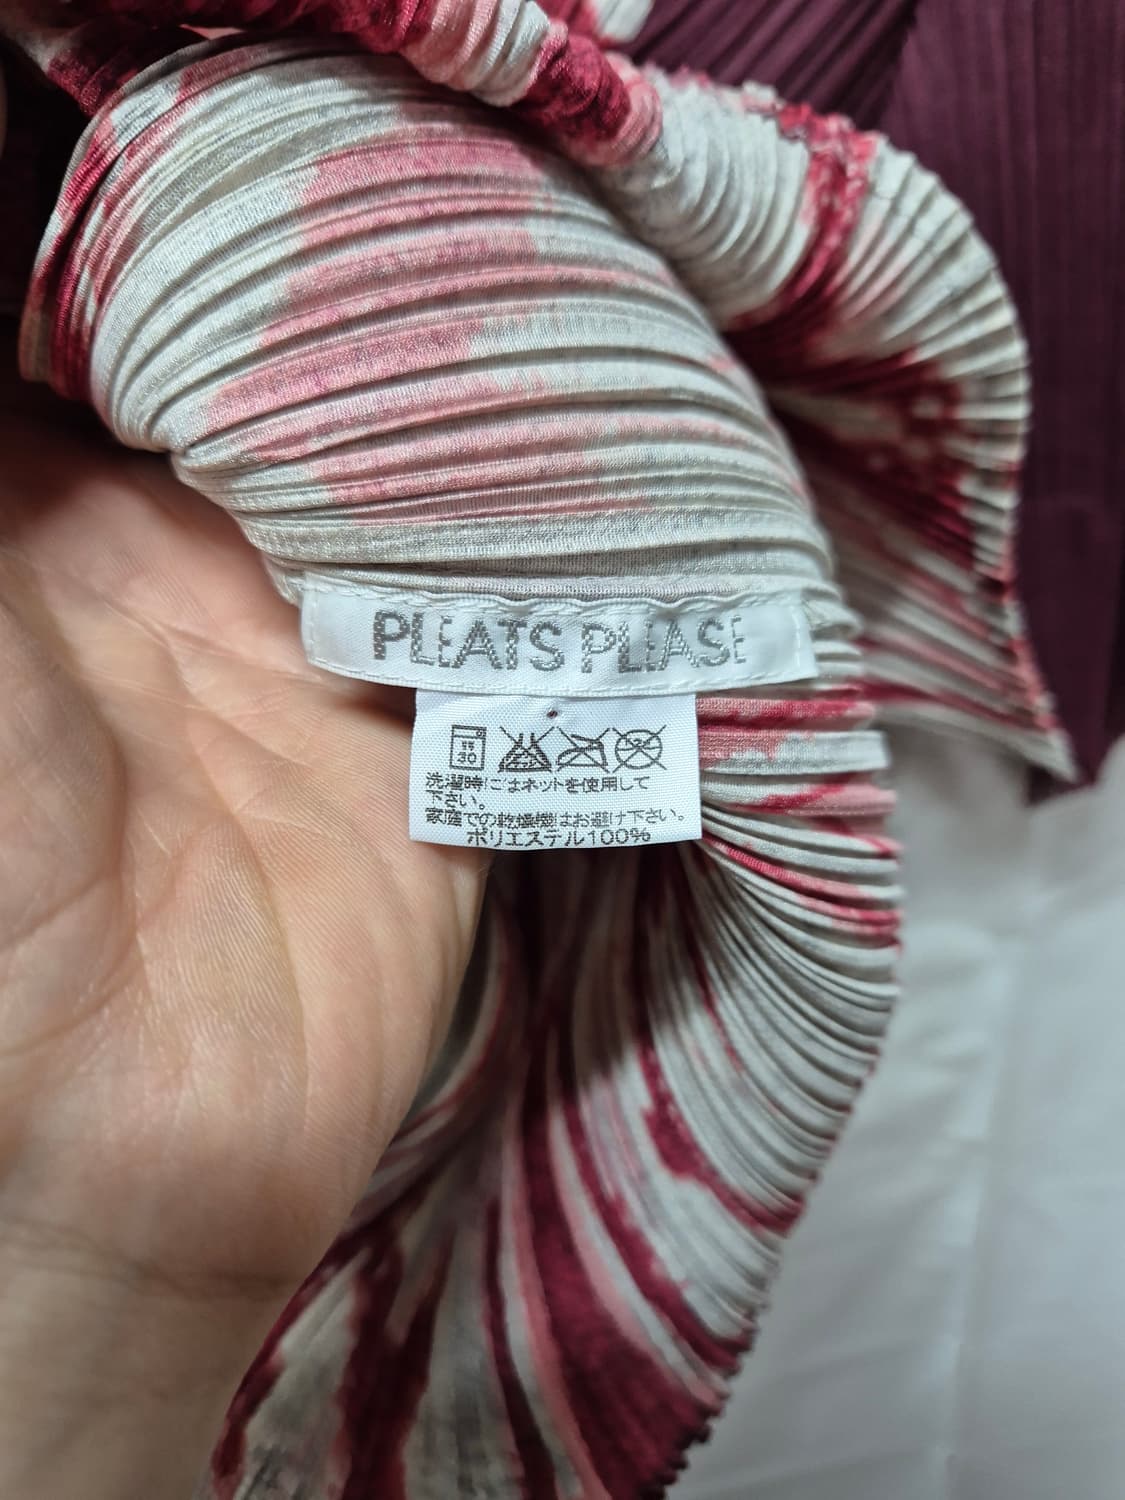 PLEATS PLEASE
弱
30
洗濯時にはネットを使用して
下さい。
家庭での乾燥機はお避け下さい。
ポリエステル100%